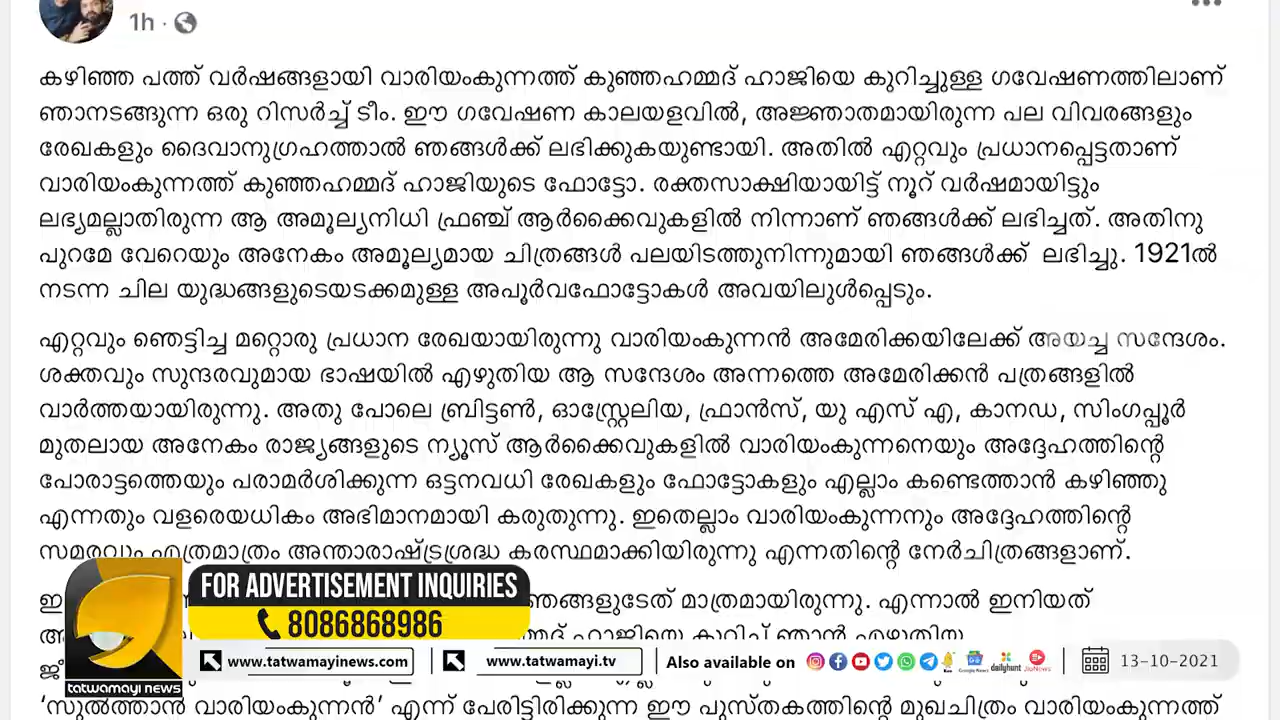 1h ·
കഴിഞ്ഞ പത്ത് വർഷങ്ങളായി വാരിയംകുന്നത്ത് കുഞ്ഞഹമ്മദ് ഹാജിയെ കുറിച്ചുള്ള ഗവേഷണത്തിലാണ്
ഞാനടങ്ങുന്ന ഒരു റിസർച്ച് ടീം. ഈ ഗവേഷണ കാലയളവിൽ, അജ്ഞാതമായിരുന്ന പല വിവരങ്ങളും
രേഖകളും ദൈവാനുഗ്രഹത്താൽ ഞങ്ങൾക്ക് ലഭിക്കുകയുണ്ടായി. അതിൽ ഏറ്റവും പ്രധാനപ്പെട്ടതാണ്
വാരിയംകുന്നത്ത് കുഞ്ഞഹമ്മദ് ഹാജിയുടെ ഫോട്ടോ. രക്തസാക്ഷിയായിട്ട് നൂറ് വർഷമായിട്ടും
ലഭ്യമല്ലാതിരുന്ന ആ അമൂല്യനിധി ഫ്രഞ്ച് ആർക്കൈവുകളിൽ നിന്നാണ് ഞങ്ങൾക്ക് ലഭിച്ചത്. അതിനു
പുറമേ വേറെയും അനേകം അമൂല്യമായ ചിത്രങ്ങൾ പലയിടത്തുനിന്നുമായി ഞങ്ങൾക്ക് ലഭിച്ചു. 1921ൽ
നടന്ന ചില യുദ്ധങ്ങളുടെയടക്കമുള്ള അപൂർവഫോട്ടോകൾ അവയിലുൾപ്പെടും.
ഏറ്റവും ഞെട്ടിച്ച മറ്റൊരു പ്രധാന രേഖയായിരുന്നു വാരിയംകുന്നൻ അമേരിക്കയിലേക്ക് അയച്ച സന്ദേശം.
ശക്തവും സുന്ദരവുമായ ഭാഷയിൽ എഴുതിയ ആ സന്ദേശം അന്നത്തെ അമേരിക്കൻ പത്രങ്ങളിൽ
വാർത്തയായിരുന്നു. അതു പോലെ ബ്രിട്ടൺ, ഓസ്ട്രേലിയ, ഫ്രാൻസ്, യു എസ് എ, കാനഡ, സിംഗപ്പൂർ
മുതലായ അനേകം രാജ്യങ്ങളുടെ ന്യൂസ് ആർക്കൈവുകളിൽ വാരിയംകുന്നനെയും അദ്ദേഹത്തിന്റെ
പോരാട്ടത്തെയും പരാമർശിക്കുന്ന ഒട്ടനവധി രേഖകളും ഫോട്ടോകളും എല്ലാം കണ്ടെത്താൻ കഴിഞ്ഞു
എന്നതും വളരെയധികം അഭിമാനമായി കരുതുന്നു. ഇതെല്ലാം വാരിയംകുന്നനും അദ്ദേഹത്തിന്റെ
സമരവും എത്രമാത്രം അന്താരാഷ്ട്രശ്രദ്ധ കരസ്ഥമാക്കിയിരുന്നു എന്നതിന്റെ നേർചിത്രങ്ങളാണ്.
FOR ADVERTISEMENT INQUIRIES
8086868986
ഞങ്ങളുടേത് മാത്രമായിരുന്നു. എന്നാൽ ഇനിയത്
ഹാജിയെ കുറിച്ച് ഞാൻ എഴുതിയ
www.tatwamayinews.com
www.tatwamayi.tv
Also available on
Google News
dailyhunt
JioNews
13-10-2021
tatwamayi news
‘സുൽത്താൻ വാരിയംകുന്നൻ‘ എന്ന് പേരിട്ടിരിക്കുന്ന ഈ പുസ്തകത്തിന്റെ മുഖചിത്രം വാരിയംകുന്നത്ത്